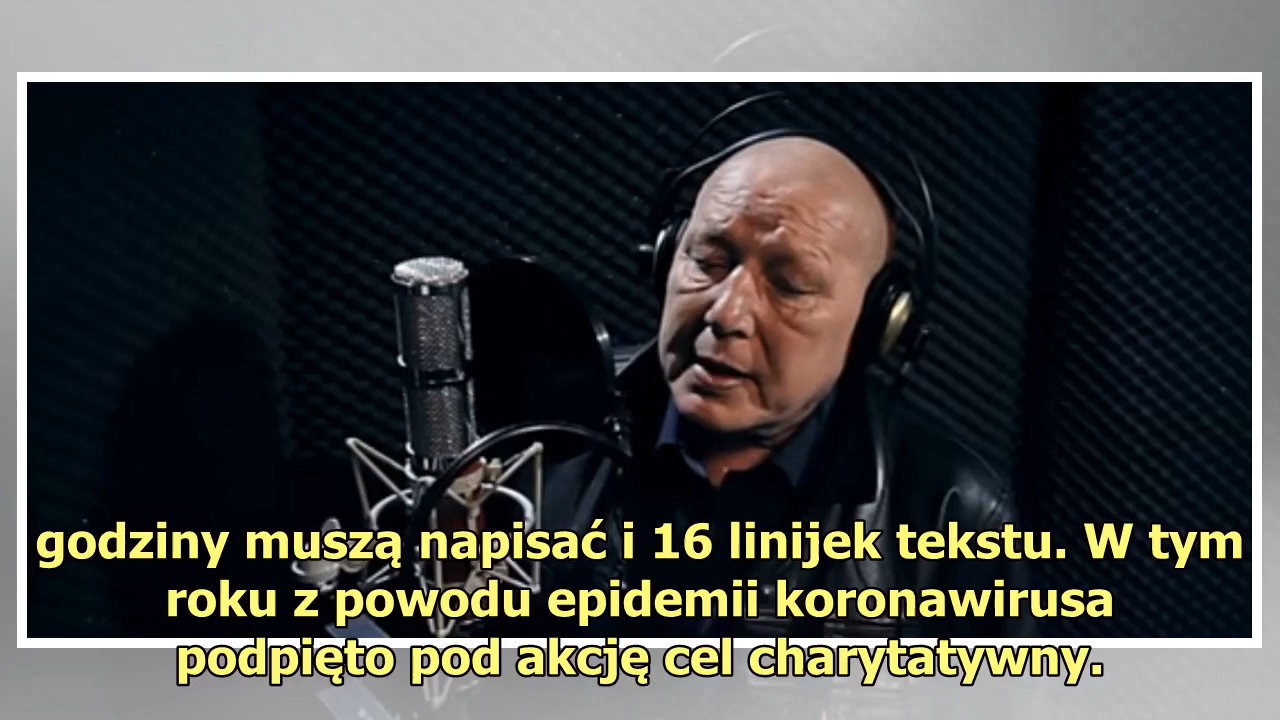 godziny muszą napisać i 16 linijek tekstu. W tym
roku z powodu epidemii koronawirusa
podpięto pod akcję cel charytatywny.